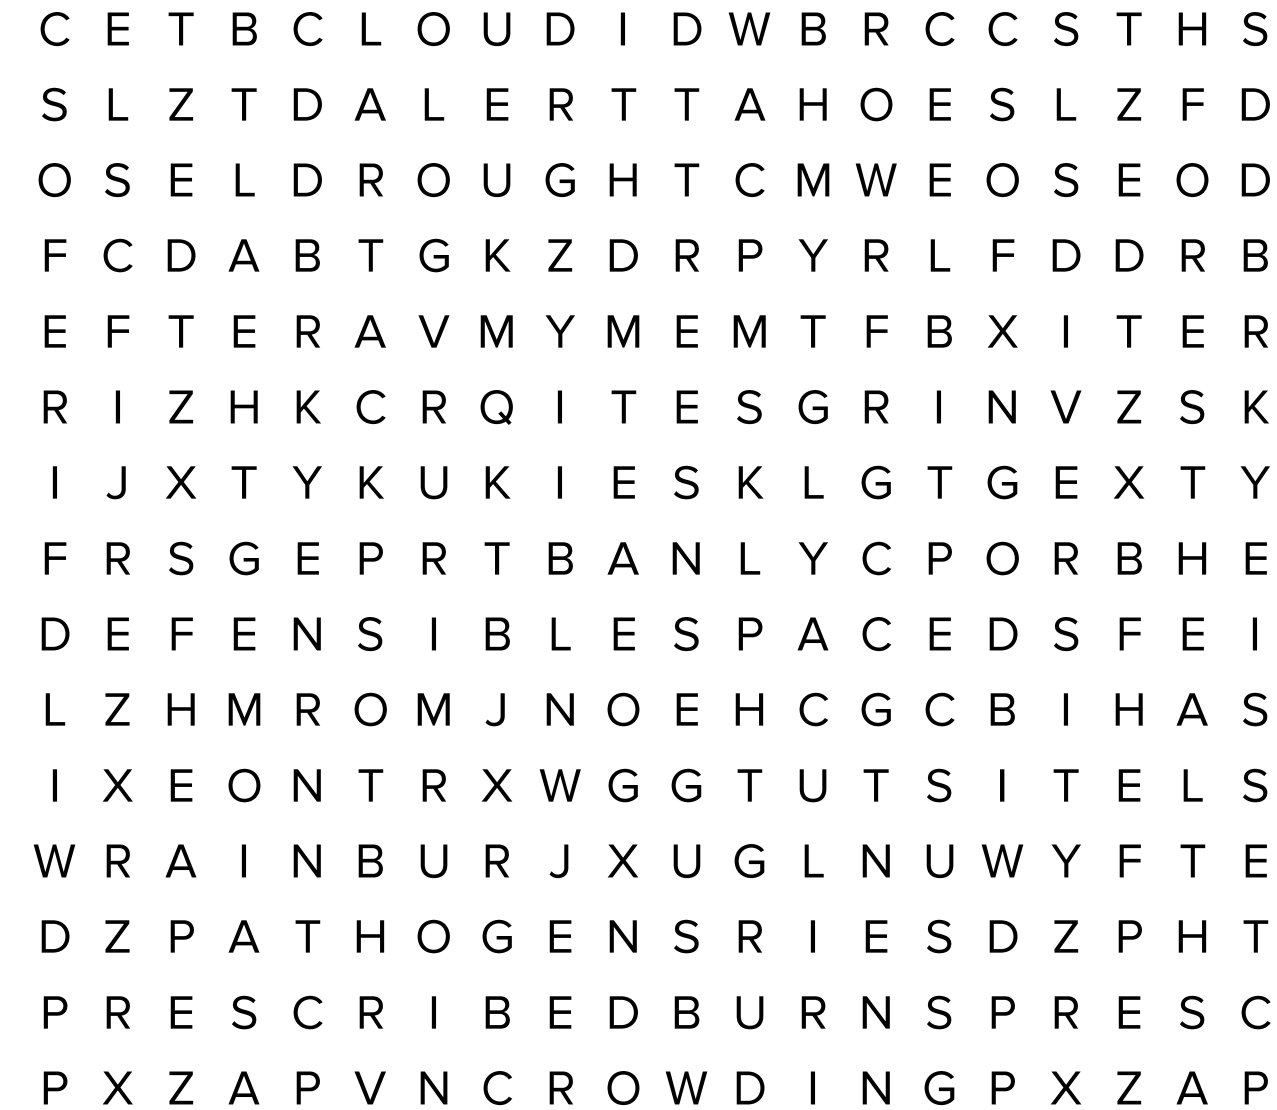 C E T B C L O U D I D W B R C C S T H S
S L Z T D A L E R T T A H O E S L Z F D
O S E L D R O U G H T C M W E O S E O D
F C D A B T G K Z D R P Y R L F D D R B
E F T E R A V M Y M E M T F B X I T E R
R I Z H K C R Q I T E S G R I N V Z S K
I J X T Y K U K I E S K L G T G E X T Y
F R S G E P R T B A N L Y C P O R B H E
D E F E N S I B L E S P A C E D S F E I
L Z H M R O M J N O E H C G C B I H A S
I X E O N T R X W G G T U T S I T E L S
W R A I N B U R J X U G L N U W Y F T E
D Z P A T H O G E N S R I E S D Z P H T
P R E S C R I B E D B U R N S P R E S C
P X Z A P V N C R O W D I N G P X Z A P